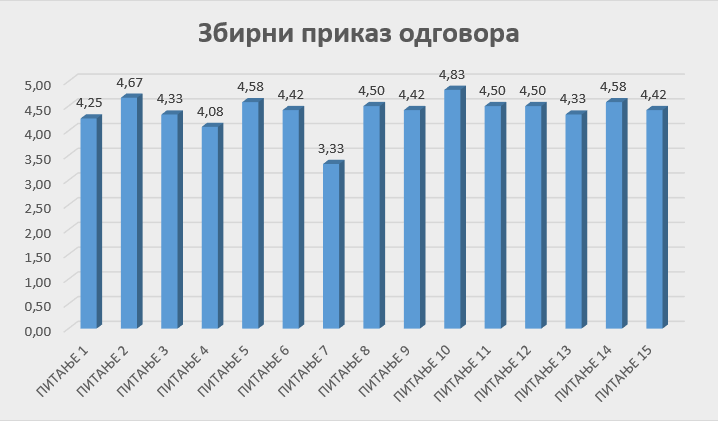 Збирни приказ одговора
5,00
4,50
4,00
3,50
3,00
2,50
2,00
1,50
1,00
0,50
0,00
4,25
4,67
4,33
4,08
4,58
4,42
3,33
4,50
4,42
4,83
4,50
4,50
4,33
4,58
4,42
ПИТАЊЕ 1
ПИТАЊЕ 2
ПИТАЊЕ 3
ПИТАЊЕ 4
ПИТАЊЕ 5
ПИТАЊЕ 6
ПИТАЊЕ 7
ПИТАЊЕ 8
ПИТАЊЕ 9
ПИТАЊЕ 10
ПИТАЊЕ 11
ПИТАЊЕ 12
ПИТАЊЕ 13
ПИТАЊЕ 14
ПИТАЊЕ 15